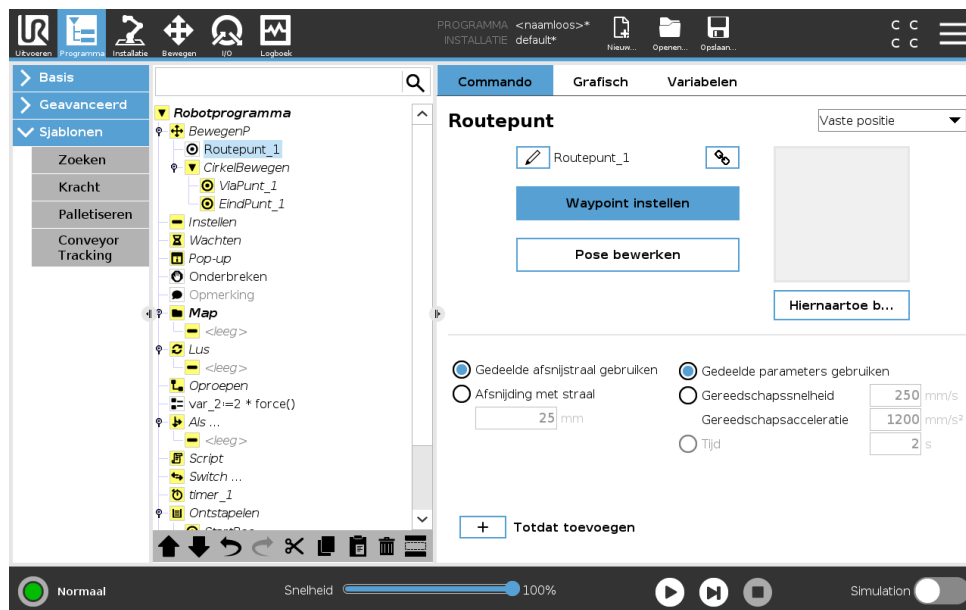 UR
PROGRAMMA <naamloos>*
INSTALLATIE default*
Uitvoeren Programma Installatie Bewegen I/O Logboek
Nieuw... Openen... Opslaan...
C C
C C
Basis
Geavanceerd
Sjablonen
Zoeken
Kracht
Palletiseren
Conveyor
Tracking
Robotprogramma
BewegenP
Routepunt_1
CirkelBewegen
ViaPunt_1
EindPunt_1
Instellen
Wachten
Pop-up
Onderbreken
Opmerking
Map
<leeg>
Lus
<leeg>
Oproepen
var_2:=2 * force()
Als ...
<leeg>
Script
Switch ...
timer_1
Ontstapelen
Commando Grafisch Variabelen
Routepunt
Vaste
positie
Routepunt_1
Waypoint instellen
Pose bewerken
Hiernaartoe b...
Gedeelde afsnijstraal gebruiken
Afsnijding met straal
25 mm
Gedeelde parameters gebruiken
Gereedschapssnelheid 250 mm/s
Gereedschapsacceleratie 1200 mm/s²
Tijd 2 s
+ Totdat toevoegen
Normaal
Snelheid 100%
Simulation